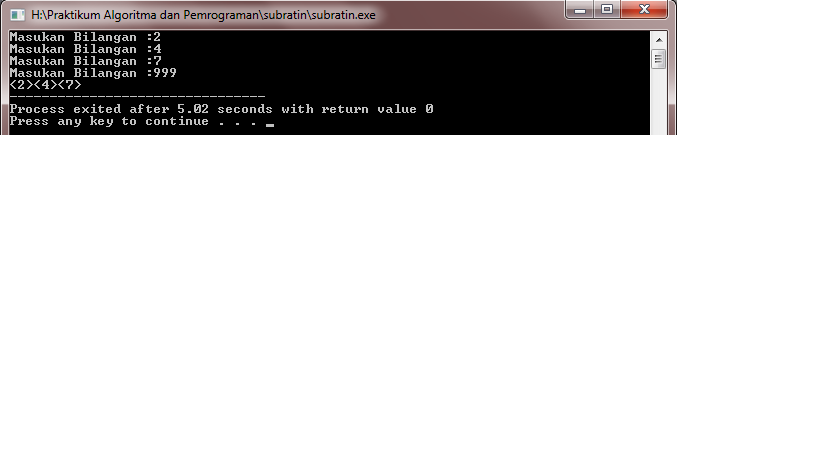 H:\Praktikum Algoritma dan Pemrograman\subratin\subratin.exe
Masukan Bilangan :2
Masukan Bilangan :4
Masukan Bilangan :7
Masukan Bilangan :999
<2><4><7>
--------------------------------
Process exited after 5.02 seconds with return value 0
Press any key to continue . . . _